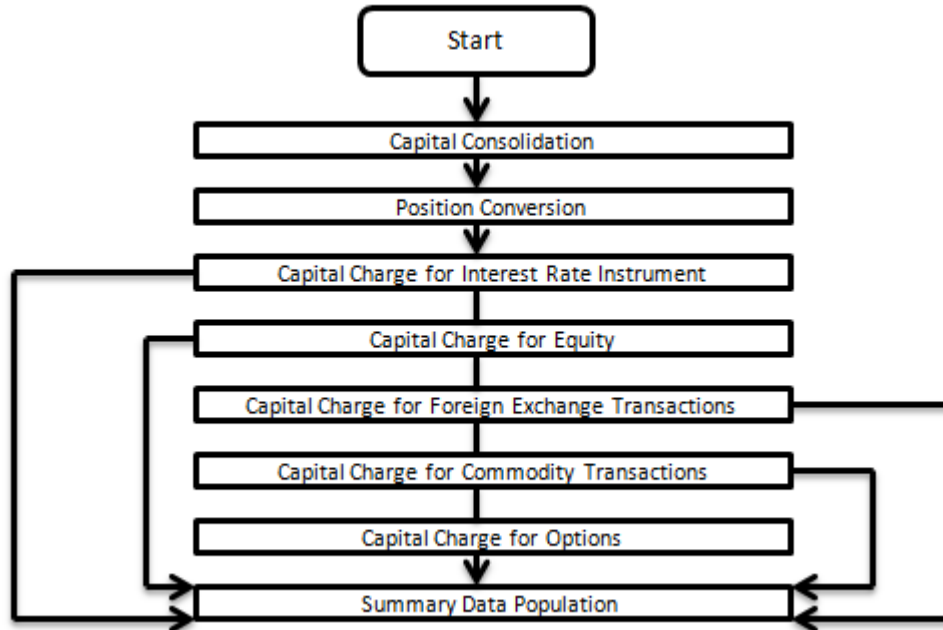 Start
Capital Consolidation
Position Conversion
Capital Charge for Interest Rate Instrument
Capital Charge for Equity
Capital Charge for Foreign Exchange Transactions
Capital Charge for Commodity Transactions
Capital Charge for Options
Summary Data Population